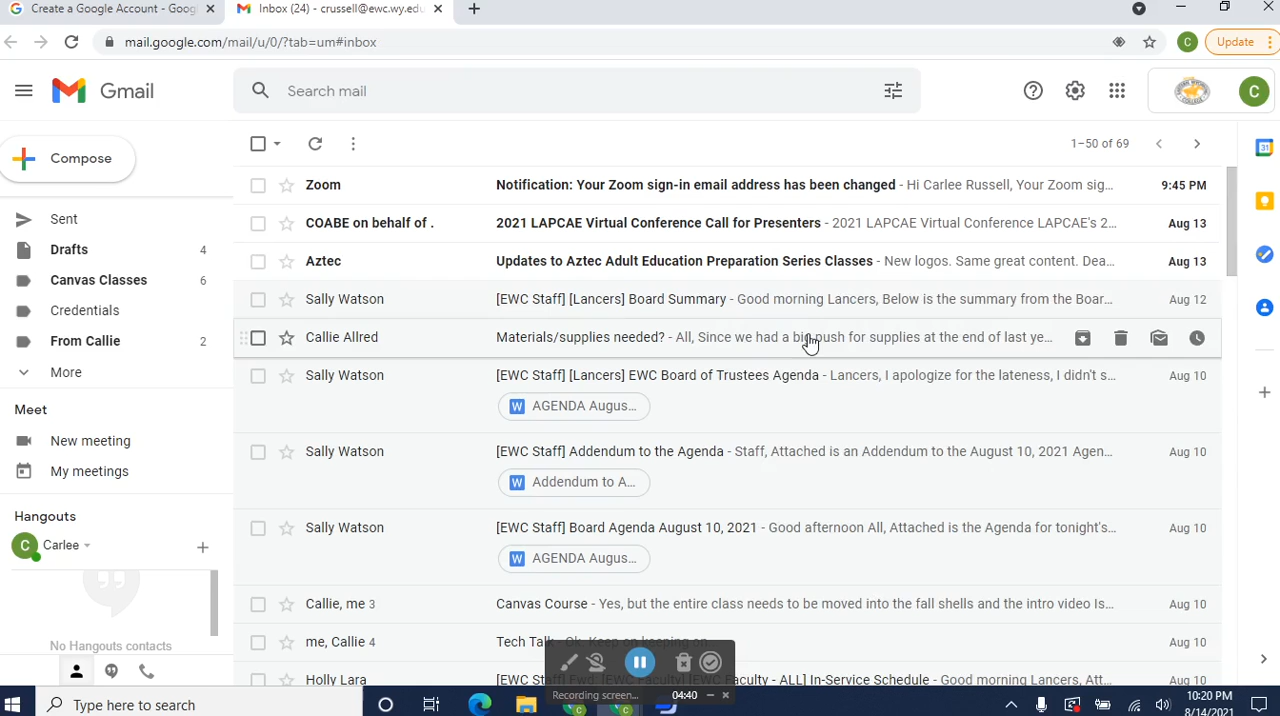 Create a Google Account - Goog
Inbox (24) - crussell@ewc.wy.edu
mail.google.com/mail/u/0/?tab=um#inbox
C
Update
Gmail
Search mail
C
Compose
1–50 of 69
Zoom
Notification: Your Zoom sign-in email address has been changed - Hi Carlee Russell, Your Zoom sig...
9:45 PM
Sent
COABE on behalf of .
2021 LAPCAE Virtual Conference Call for Presenters - 2021 LAPCAE Virtual Conference LAPCAE's 2...
Aug 13
Drafts
4
Aztec
Updates to Aztec Adult Education Preparation Series Classes - New logos. Same great content. Dea...
Aug 13
Canvas Classes
6
Sally Watson
[EWC Staff] [Lancers] Board Summary - Good morning Lancers, Below is the summary from the Boar...
Aug 12
Credentials
Callie Allred
Materials/supplies needed? - All, Since we had a big push for supplies at the end of last ye...
From Callie
2
More
Sally Watson
[EWC Staff] [Lancers] EWC Board of Trustees Agenda - Lancers, I apologize for the lateness, I didn't s...
Aug 10
W AGENDA Augus...
Meet
New meeting
My meetings
Sally Watson
[EWC Staff] Addendum to the Agenda - Staff, Attached is an Addendum to the August 10, 2021 Agen...
Aug 10
W Addendum to A...
Hangouts
Sally Watson
[EWC Staff] Board Agenda August 10, 2021 - Good afternoon All, Attached is the Agenda for tonight's...
Aug 10
W AGENDA Augus...
C
Carlee
No Hangouts contacts
Callie, me 3
Canvas Course - Yes, but the entire class needs to be moved into the fall shells and the intro video Is...
Aug 10
me, Callie 4
Tech Talk - Ok. Keep on keeping on.
Aug 10
Holly Lara
[EWC Staff] Fwd: [EWC Faculty] [EWC Faculty - ALL] In-Service Schedule - Good morning Lancers, Att...
Aug 10
Recording screen...
04:40
Type here to search
10:20 PM
8/14/2021